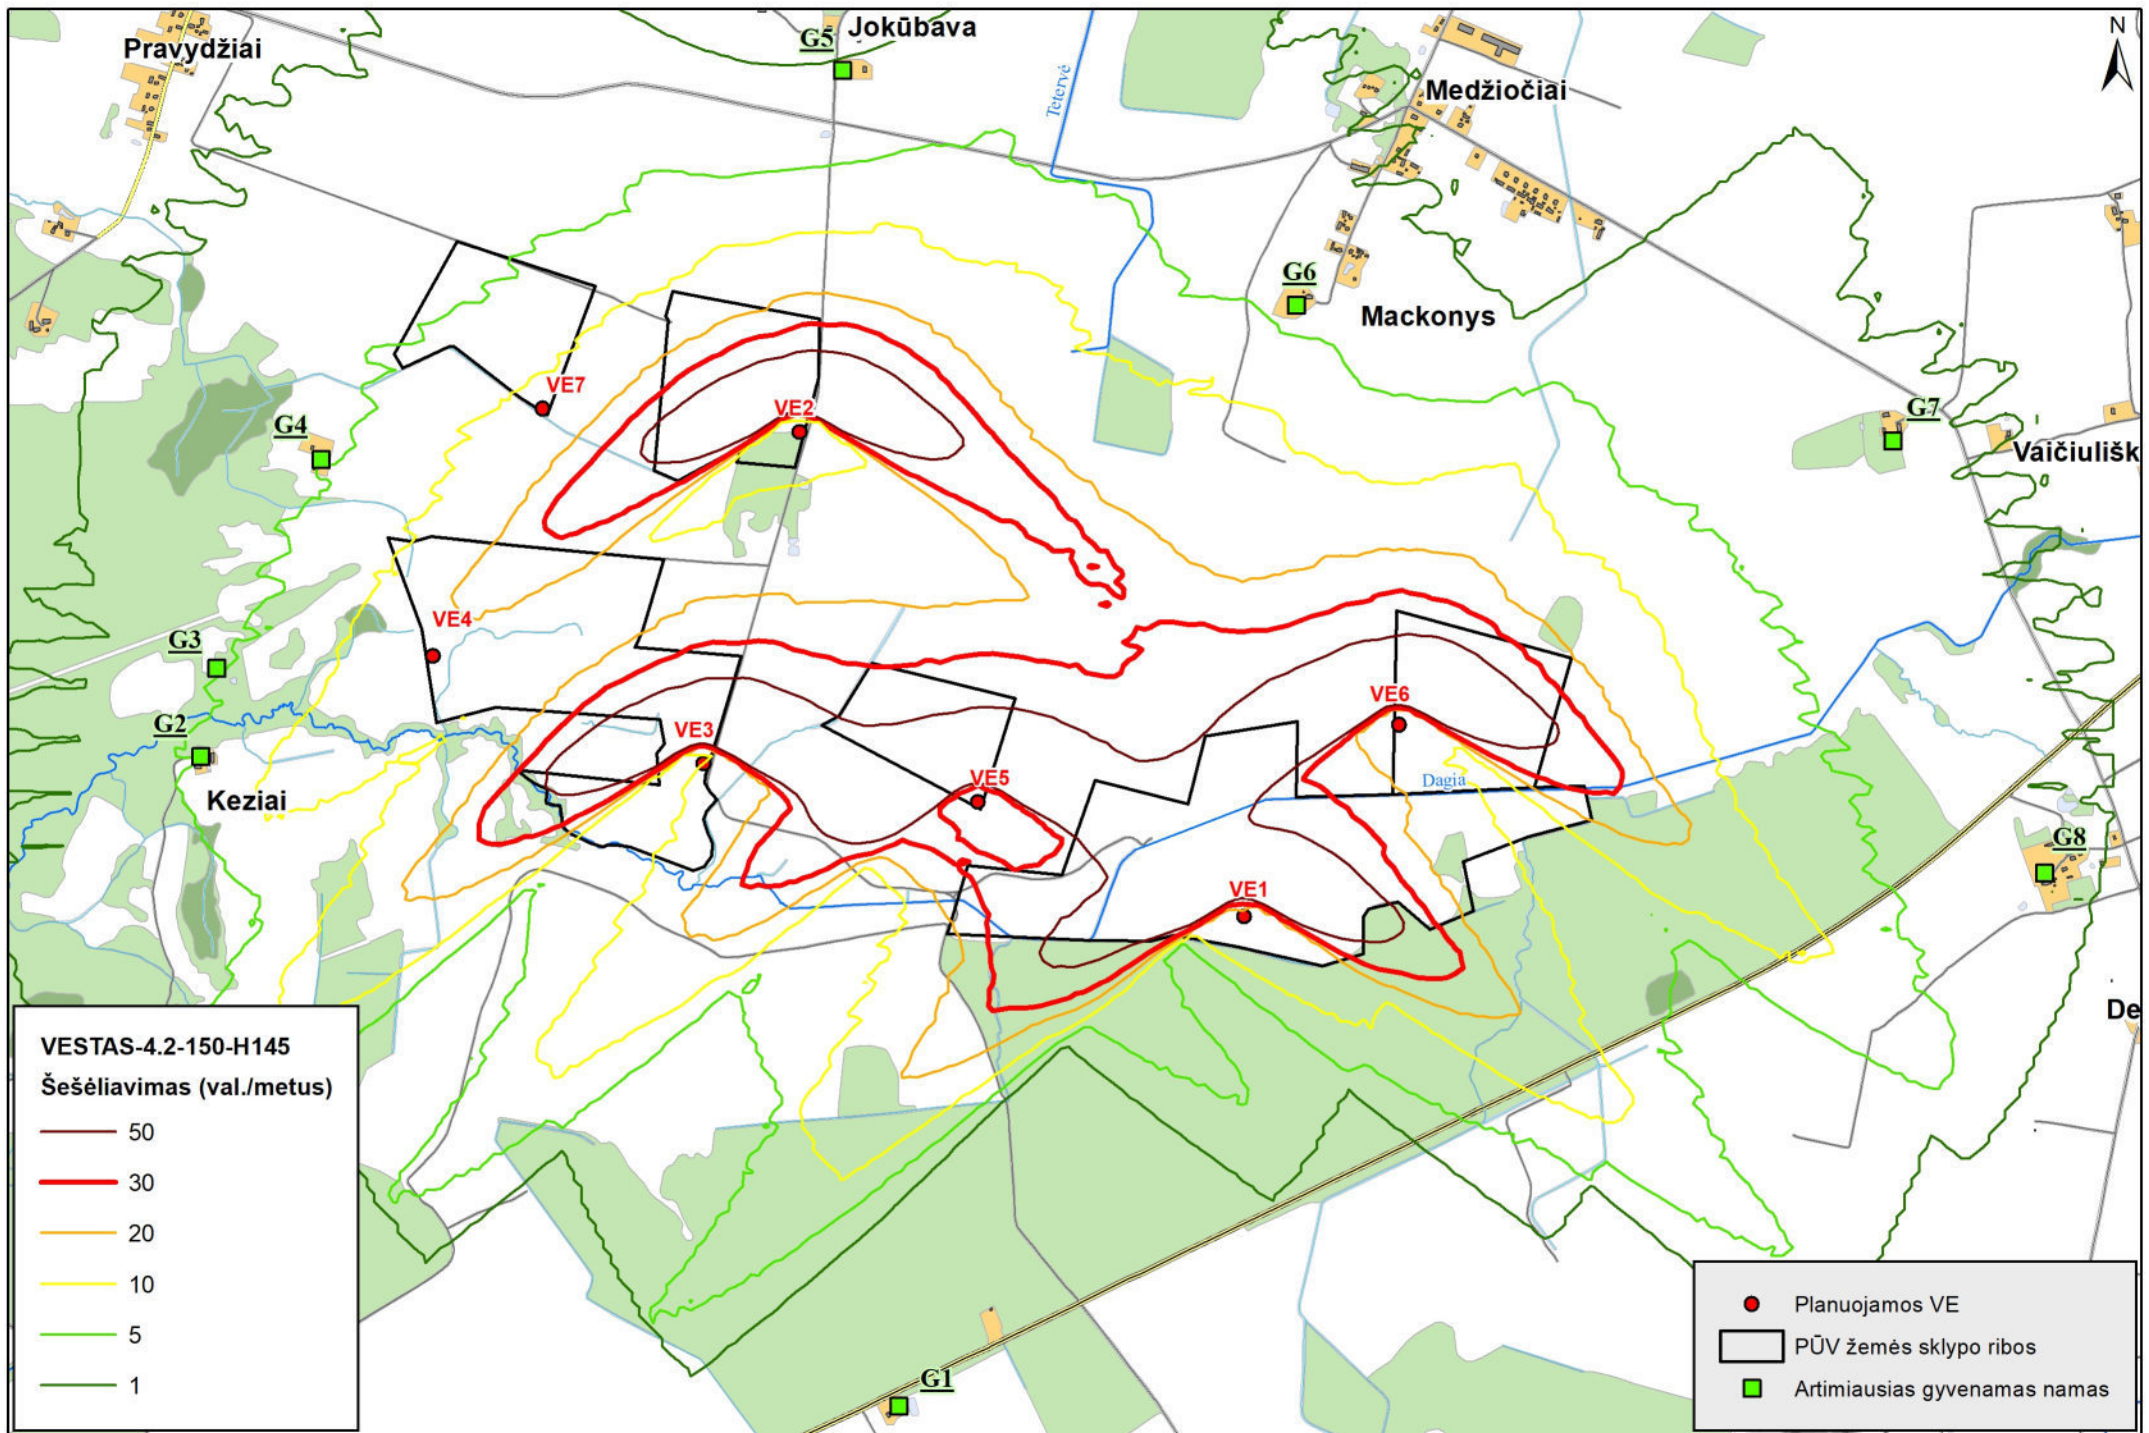 Pravydžiai
G5
Jokūbava
N
Tetervė
Medžiočiai
G6
Mackonys
VE7
VE2
G4
G7
Vaičiulišk
VE4
G3
G2
VE3
VE6
Keziai
VE5
Dagia
G8
VE1
De
VESTAS-4.2-150-H145
Šešėliavimas (val./metus)
50
30
20
10
5
1
G1
Planuojamos VE
PŪV žemės sklypo ribos
Artimiausias gyvenamas namas